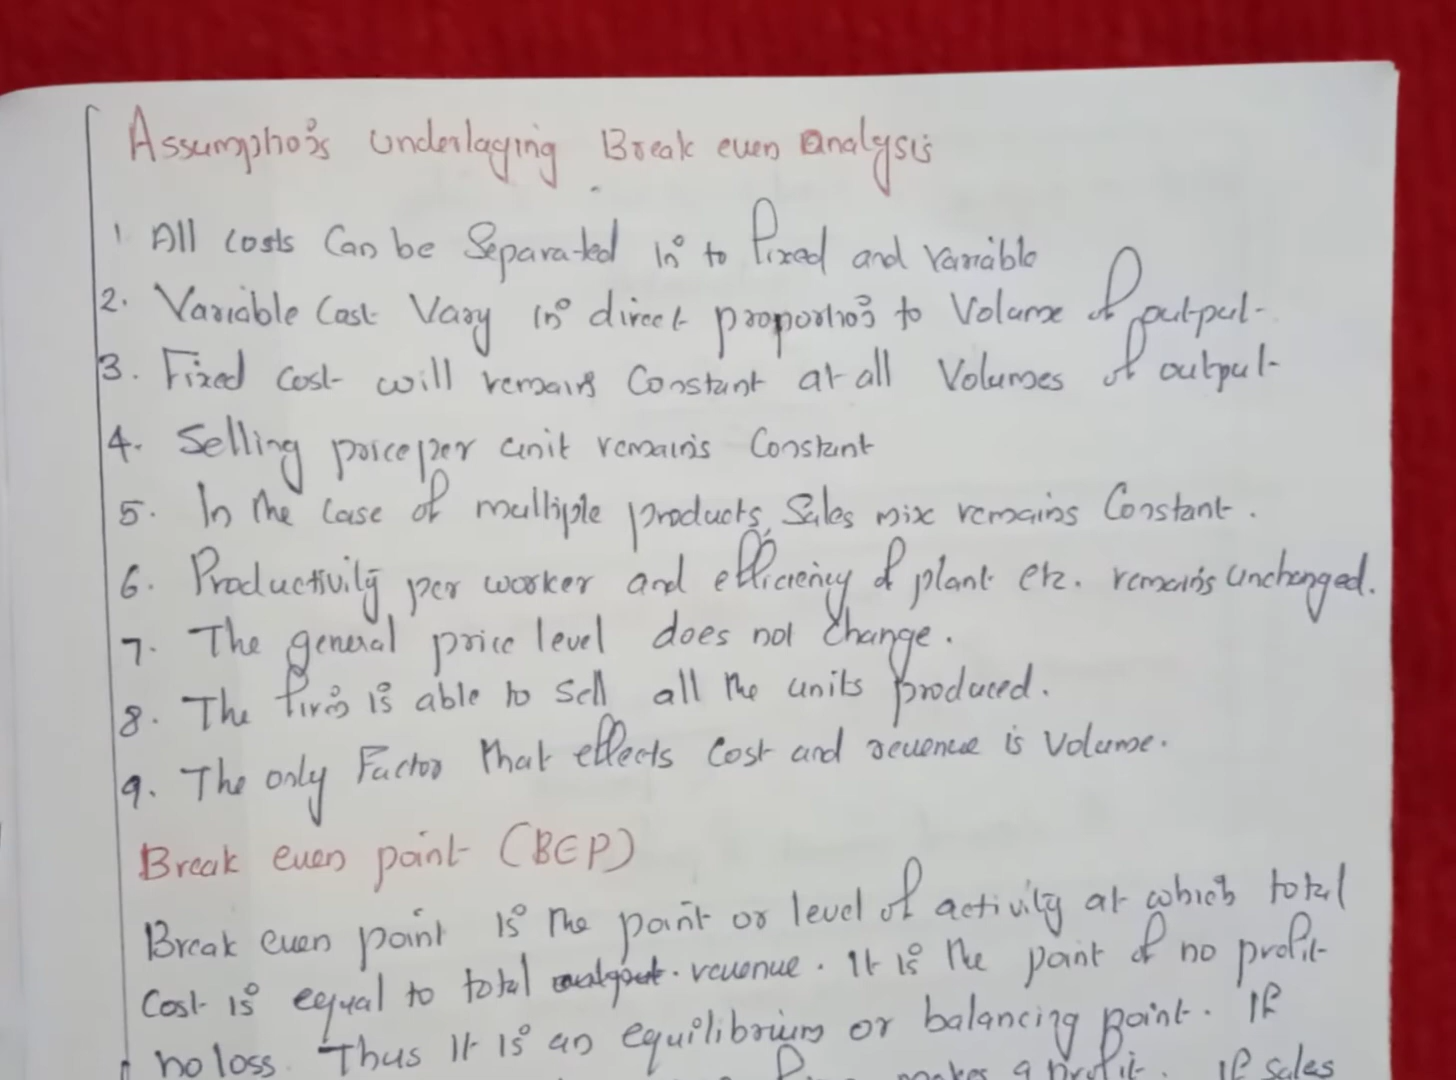 Assumptions underlaying Break even analysis
1 All costs can be Separated in to fixed and variable
2. Variable Cost Vary in direct proportion to Volume of output
3. Fixed cost will remains Constant at all Volumes of output
4. Selling price per unit remains Constant
5. In the case of multiple products, Sales mix remains Constant.
6. Productivity per worker and efficiency of plant etc. remains Unchanged.
7. The general price level does not change.
8. The firm is able to sell all the units produced.
9. The only Factor that effects Cost and revenue is Volume.
Break even point (BEP)
Break even point is the point or level of activity at which total
Cost is equal to total revenue. It is the point of no profit
no loss. Thus it is an equilibrium or balancing point. If
makes a profit. If sales